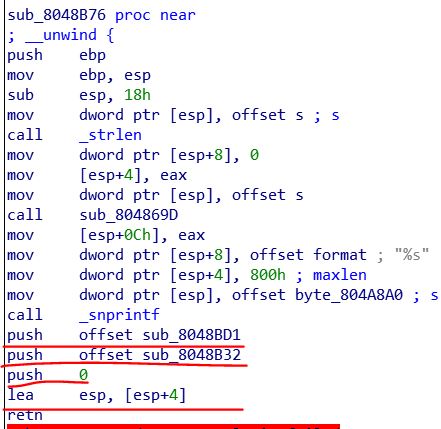 sub_8048B76 proc near
; __unwind {
push ebp
mov ebp, esp
sub esp, 18h
mov dword ptr [esp], offset s ; s
call _strlen
mov dword ptr [esp+8], 0
mov [esp+4], eax
mov dword ptr [esp], offset s
call sub_804869D
mov [esp+0Ch], eax
mov dword ptr [esp+8], offset format ; "%s"
mov dword ptr [esp+4], 800h ; maxlen
mov dword ptr [esp], offset byte_804A8A0 ; s
call _snprintf
push offset sub_8048BD1
push offset sub_8048B32
push 0
lea esp, [esp+4]
retn